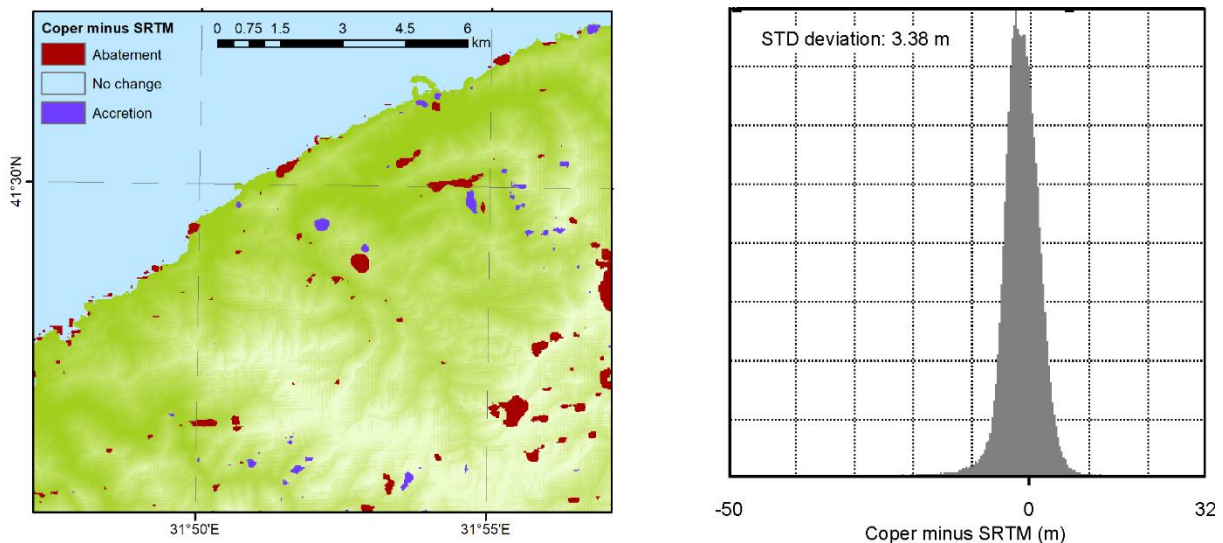 Coper minus SRTM
Abatement
No change
Accretion
0 0.75 1.5 3 4.5 6
km
41°30'N
31°50'E 31°55'E
STD deviation: 3.38 m
-50 0 32
Coper minus SRTM (m)